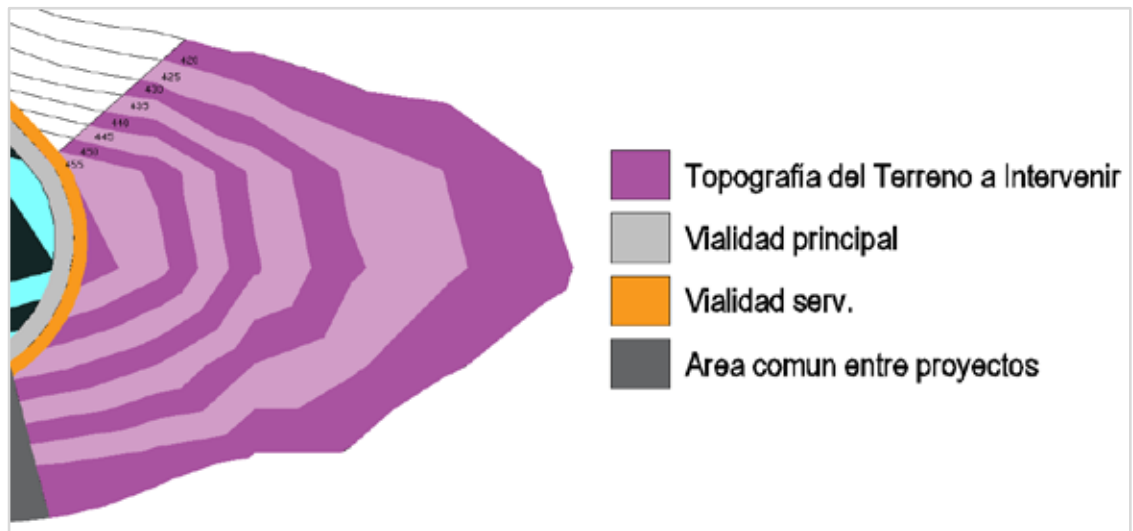 420
425
430
435
440
445
450
455
Topografía del Terreno a Intervenir
Vialidad principal
Vialidad serv.
Area comun entre proyectos